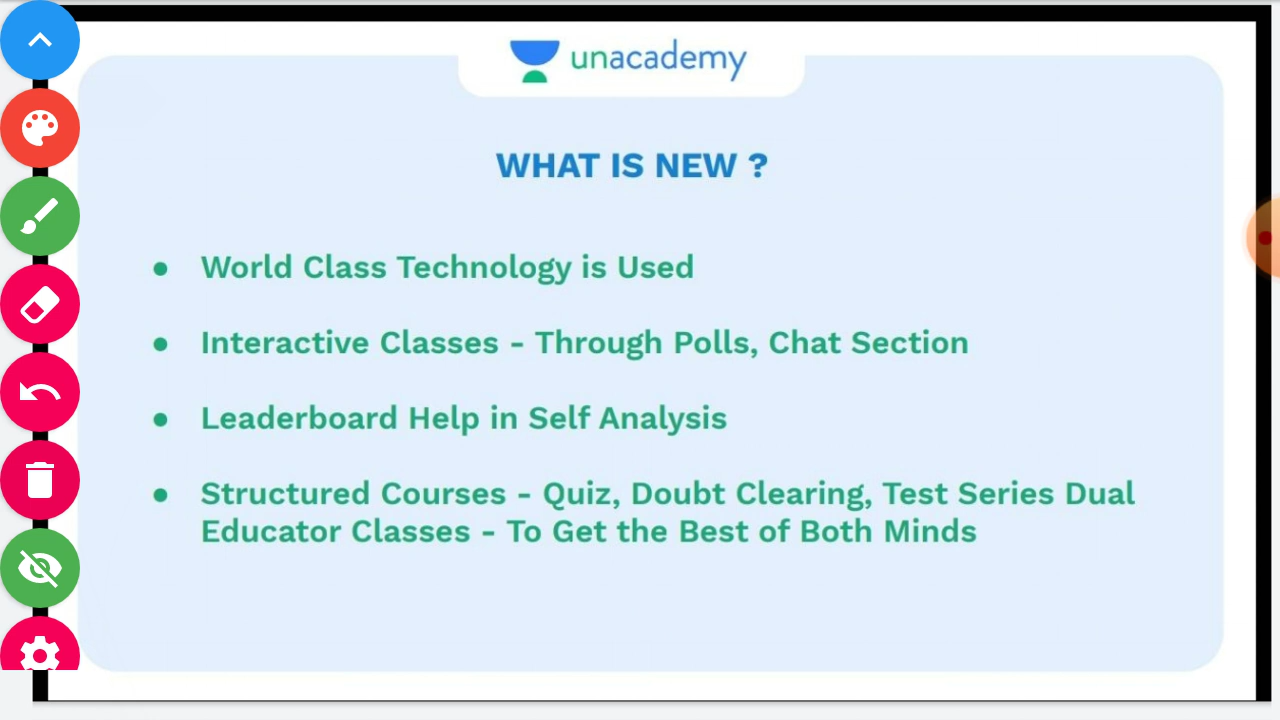 unacademy
WHAT IS NEW ?
● World Class Technology is Used
● Interactive Classes - Through Polls, Chat Section
● Leaderboard Help in Self Analysis
● Structured Courses - Quiz, Doubt Clearing, Test Series Dual
Educator Classes - To Get the Best of Both Minds